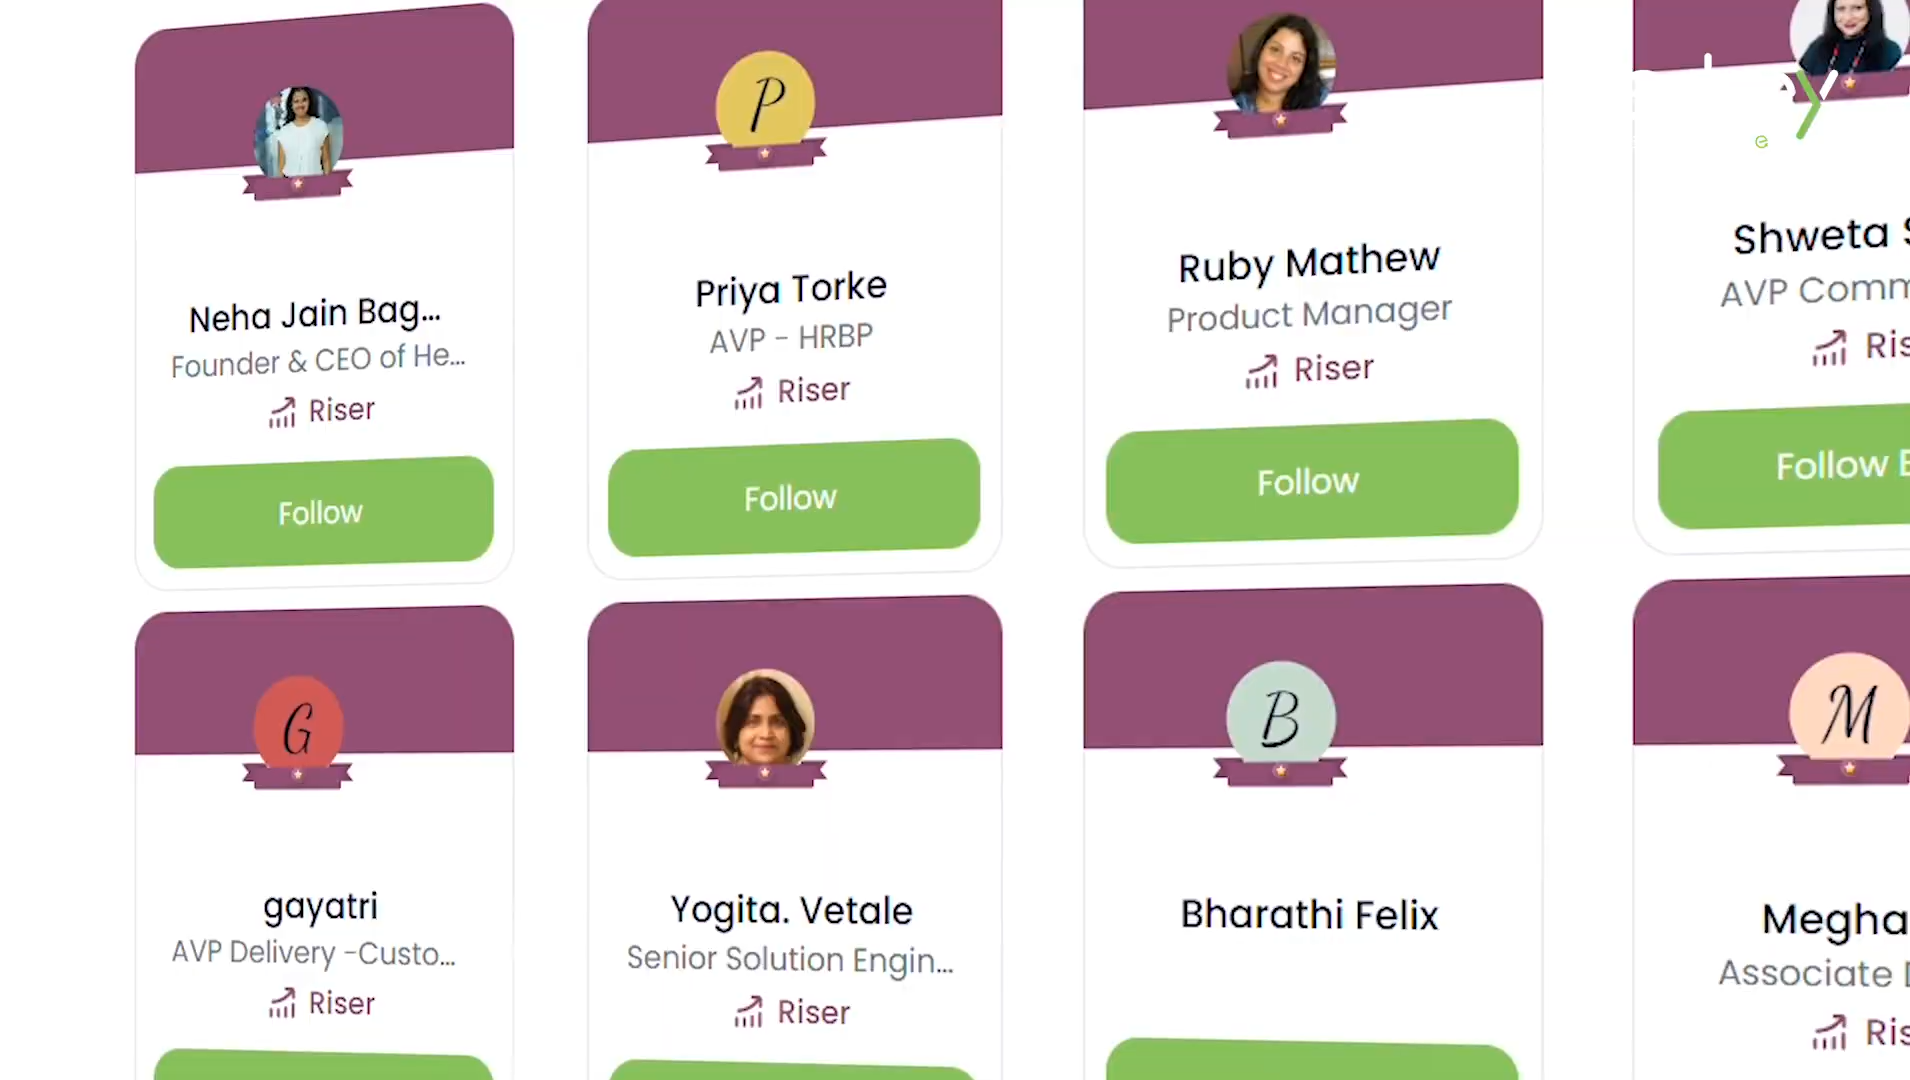 P
Neha Jain Bag...
Founder & CEO of He...
Riser
Follow
Priya Torke
AVP - HRBP
Riser
Follow
Ruby Mathew
Product Manager
Riser
Follow
Shweta S
AVP Comm
Ris
Follow
ey
e
G
gayatri
AVP Delivery -Custo...
Riser
Yogita. Vetale
Senior Solution Engin...
Riser
B
Bharathi Felix
M
Megha
Associate
Ris